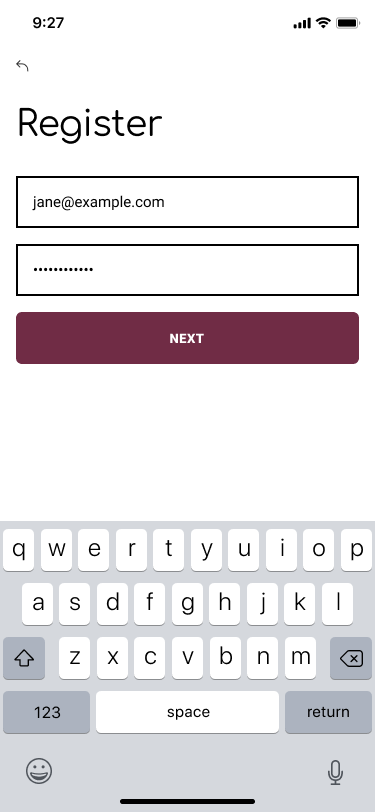 9:27
Register
jane@example.com
••••••••••••
NEXT
q w e r t y u i o p
a s d f g h j k l
z x c v b n m
123 space return